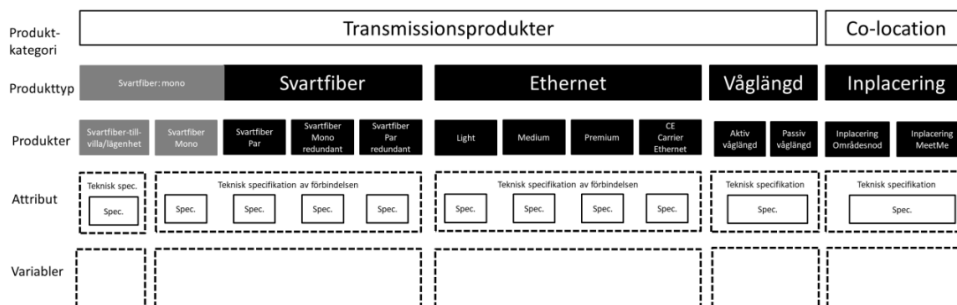 Produkt-
kategori
Transmissionsprodukter
Co-location
Produkttyp
Svartfiber: mono
Svartfiber
Ethernet
Våglängd
Inplacering
Produkter
Svartfiber-till-
villa/lägenhet
Svartfiber
Mono
Svartfiber
Par
Svartfiber
Mono
redundant
Svartfiber
Par
redundant
Light
Medium
Premium
CE
Carrier
Ethernet
Aktiv
våglängd
Passiv
våglängd
Inplacering
Områdesnod
Inplacering
MeetMe
Attribut
Teknisk spec.
Spec.
Teknisk specifikation av förbindelsen
Spec.
Spec.
Spec.
Spec.
Teknisk specifikation av förbindelsen
Spec.
Spec.
Spec.
Spec.
Teknisk specifikation
Spec.
Teknisk specifikation
Spec.
Variabler